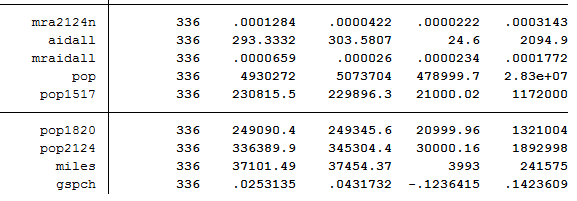 mra2124n 336 .0001284 .0000422 .0000222 .0003143
aidall 336 293.3332 303.5807 24.6 2094.9
mraidall 336 .0000659 .000026 .0000234 .0001772
pop 336 4930272 5073704 478999.7 2.83e+07
pop1517 336 230815.5 229896.3 21000.02 1172000
pop1820 336 249090.4 249345.6 20999.96 1321004
pop2124 336 336389.9 345304.4 30000.16 1892998
miles 336 37101.49 37454.37 3993 241575
gspch 336 .0253135 .0431732 -.1236415 .1423609